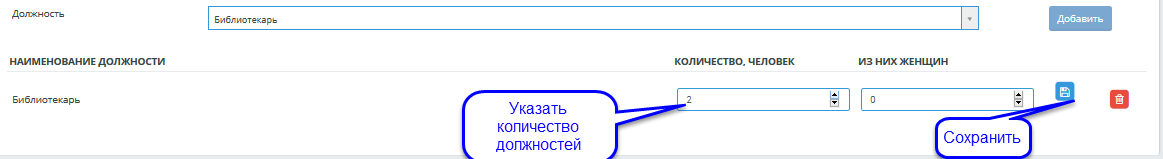 Должность
Библиотекарь
Добавить
НАИМЕНОВАНИЕ ДОЛЖНОСТИ
КОЛИЧЕСТВО, ЧЕЛОВЕК
ИЗ НИХ ЖЕНЩИН
Библиотекарь
2
0
Указать
количество
должностей
Сохранить